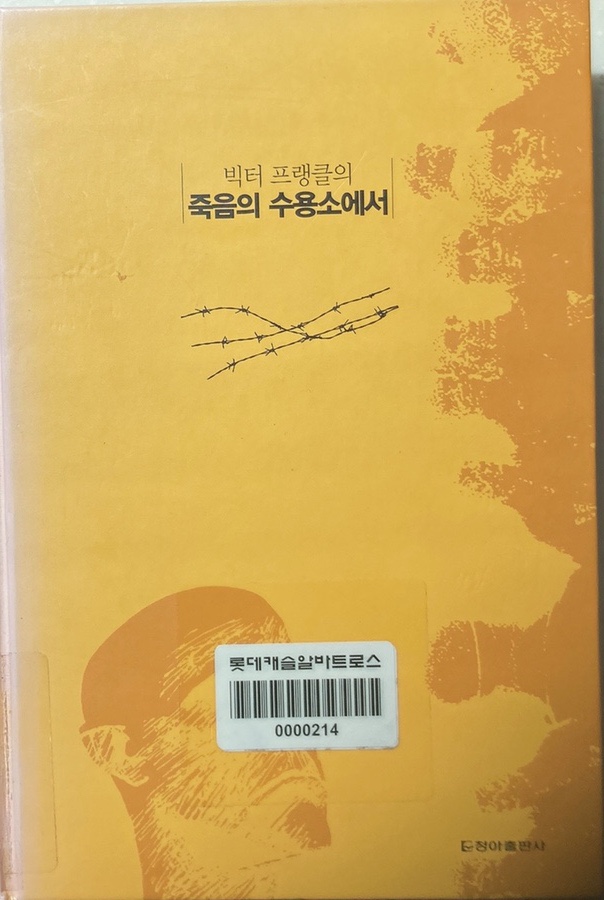 빅터 프랭클의
죽음의 수용소에서
롯데캐슬알바트로스
0000214
청아출판사